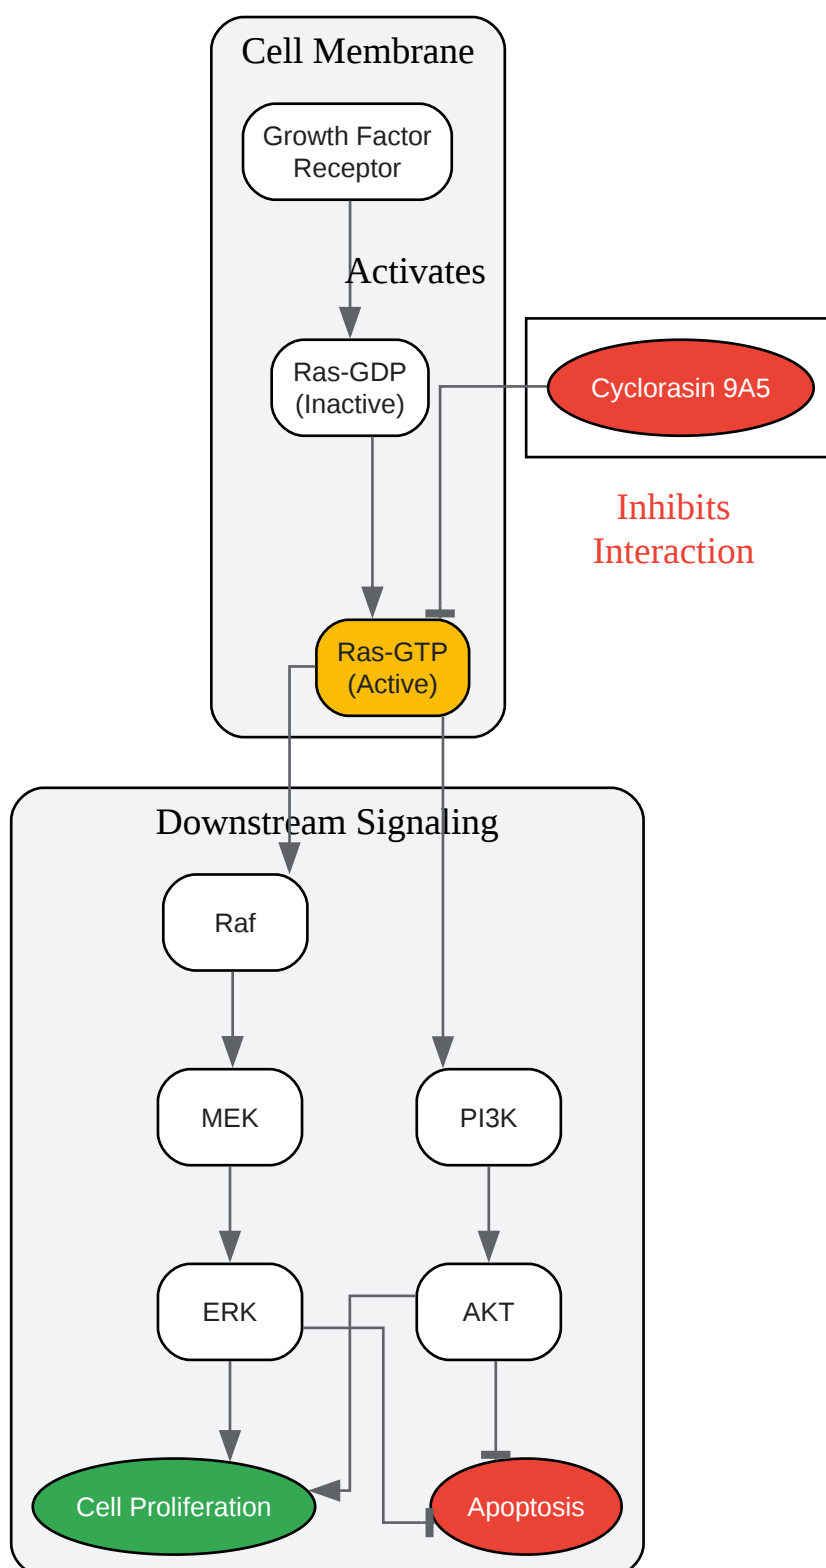 Cell Membrane
Growth Factor
Receptor
Activates
Ras-GDP
(Inactive)
Cyclorasin 9A5
Inhibits
Interaction
Ras-GTP
(Active)
Downstream Signaling
Raf
MEK
PI3K
ERK
AKT
Cell Proliferation
Apoptosis